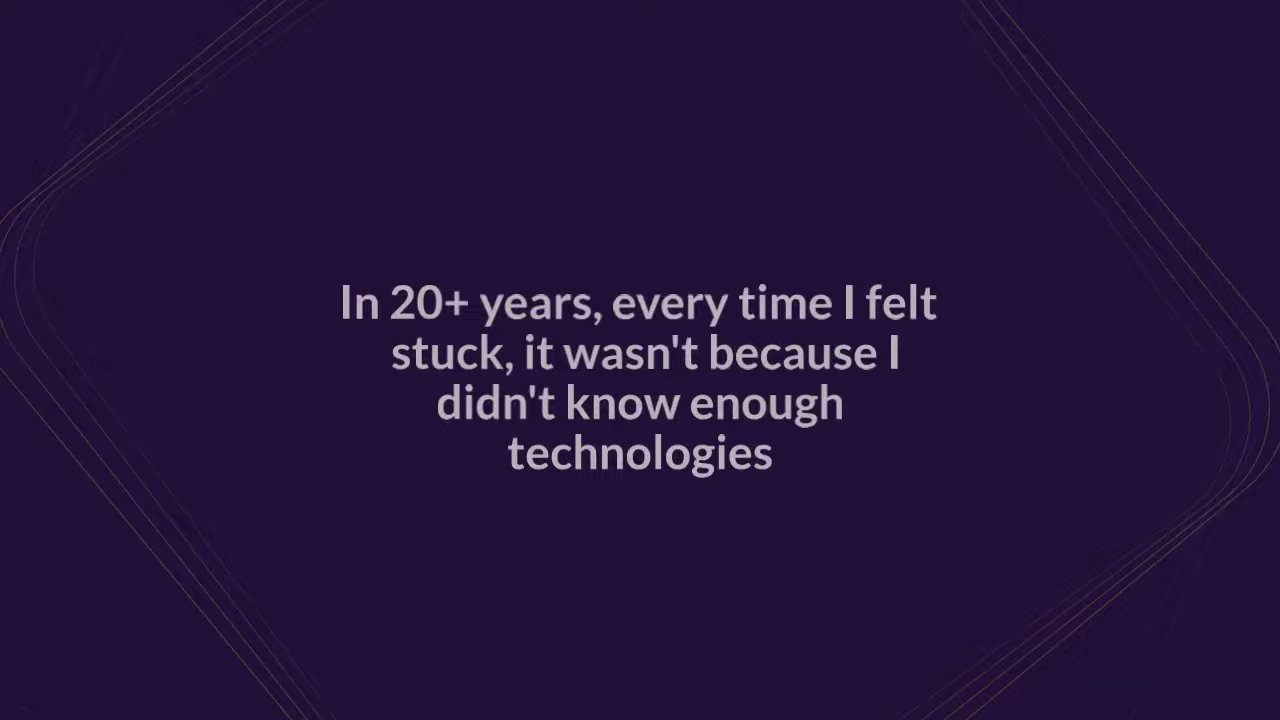 In 20+ years, every time I felt
stuck, it wasn't because I
didn't know enough
technologies